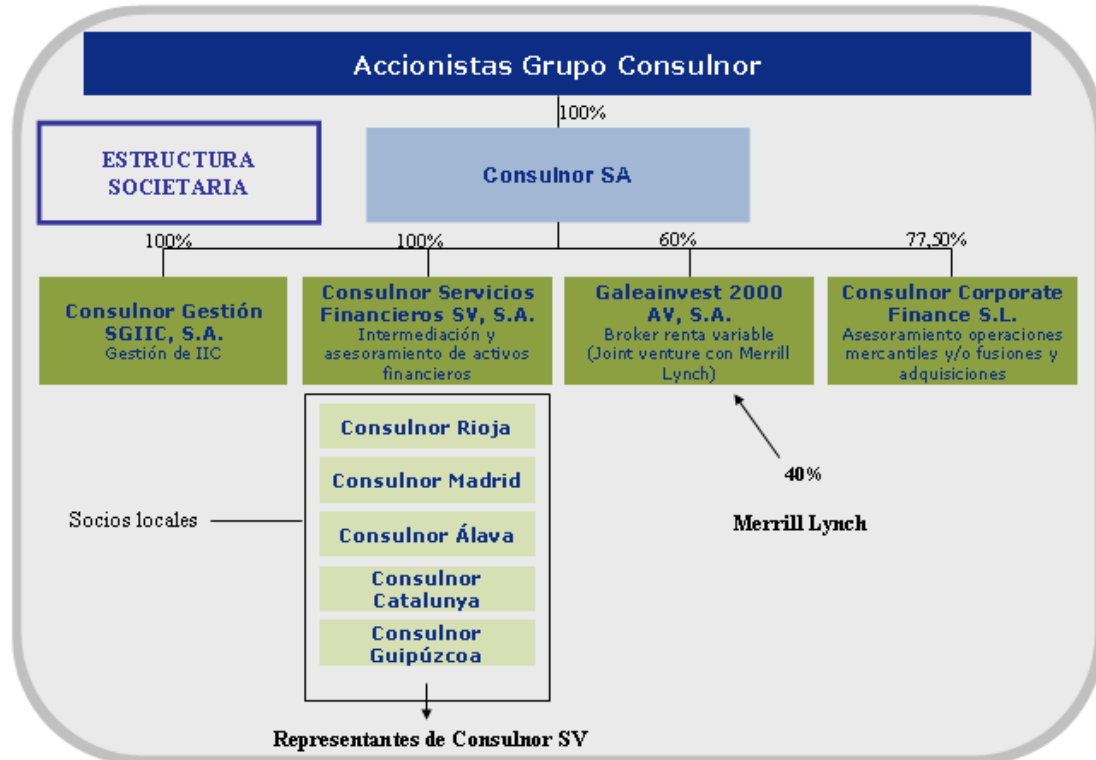 Accionistas Grupo Consulnor
100%
ESTRUCTURA
SOCIETARIA
Consulnor SA
100%
100%
60%
77,50%
Consulnor Gestión
SGIIC, S.A.
Gestión de IIC
Consulnor Servicios
Financieros SV, S.A.
Intermediación y
asesoramiento de activos
financieros
Galeainvest 2000
AV, S.A.
Broker renta variable
(Joint venture con Merrill
Lynch)
Consulnor Corporate
Finance S.L.
Asesoramiento operaciones
mercantiles y/o fusiones y
adquisiciones
Consulnor Rioja
Consulnor Madrid
Consulnor Álava
Consulnor
Catalunya
Consulnor
Guipúzcoa
Socios locales
40%
Merrill Lynch
Representantes de Consulnor SV